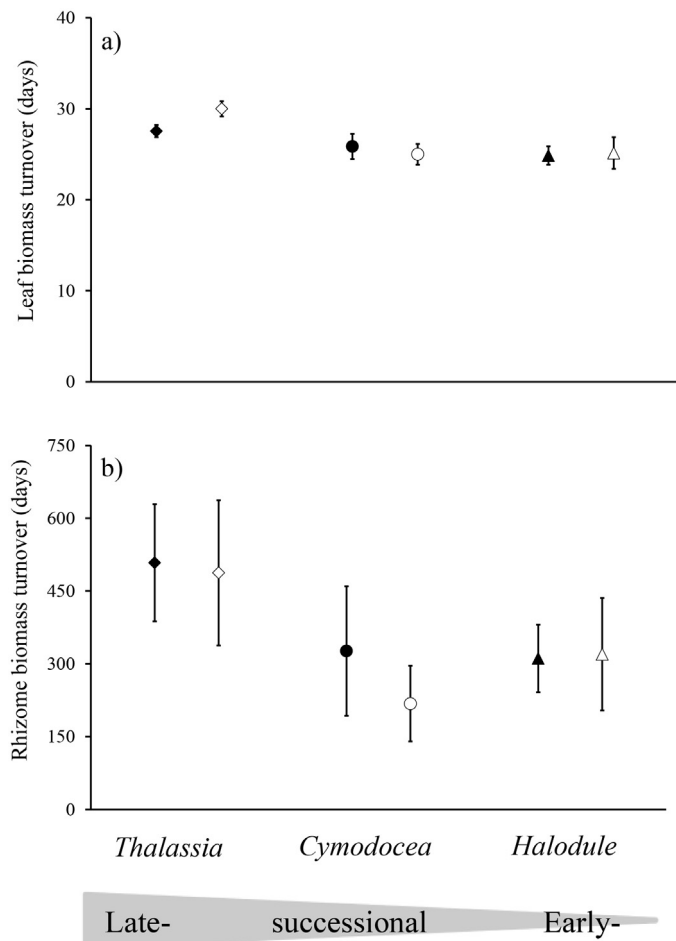 a)
Leaf biomass turnover (days)
40
30
20
10
0
b)
Rhizome biomass turnover (days)
750
600
450
300
150
0
Thalassia Cymodocea Halodule
Late- successional Early-